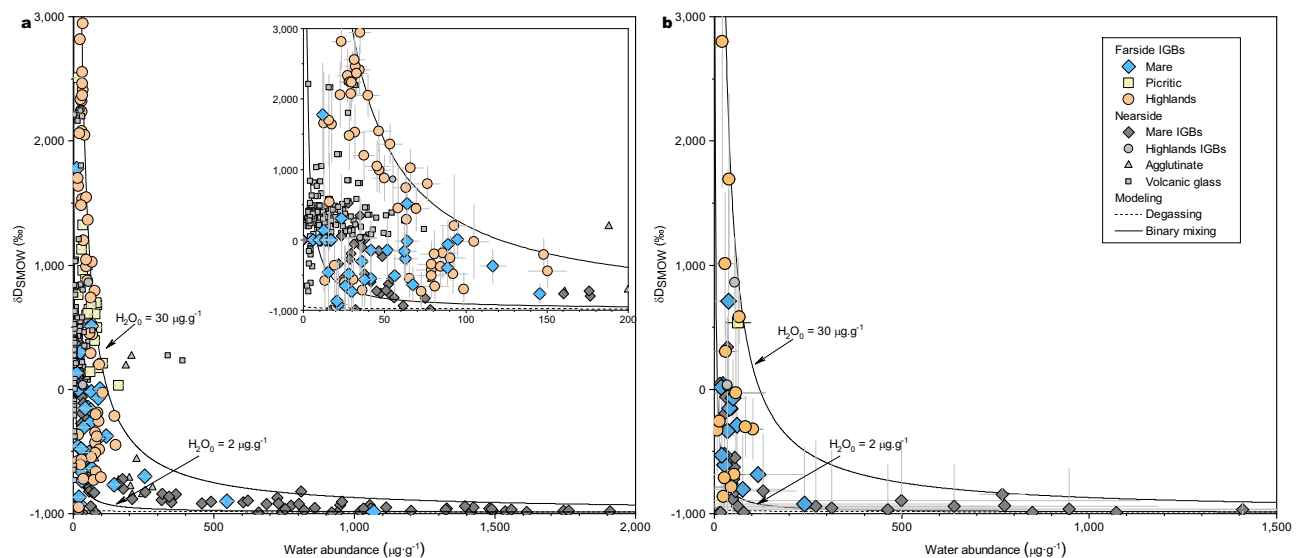 a
3,000
2,000
1,000
0
-1,000
δD_SMOW (‰)
0
500
1,000
1,500
2,000
Water abundance (μg·g⁻¹)
H₂O₀ = 30 μg.g⁻¹
H₂O₀ = 2 μg.g⁻¹
3,000
2,000
1,000
0
-1,000
0
50
100
150
200
b
3,000
2,000
1,000
0
-1,000
δD_SMOW (‰)
0
500
1,000
1,500
Water abundance (μg·g⁻¹)
H₂O₀ = 30 μg.g⁻¹
H₂O₀ = 2 μg.g⁻¹
Farside IGBs
Mare
Picritic
Highlands
Nearside
Mare IGBs
Highlands IGBs
Agglutinate
Volcanic glass
Modeling
Degassing
Binary mixing